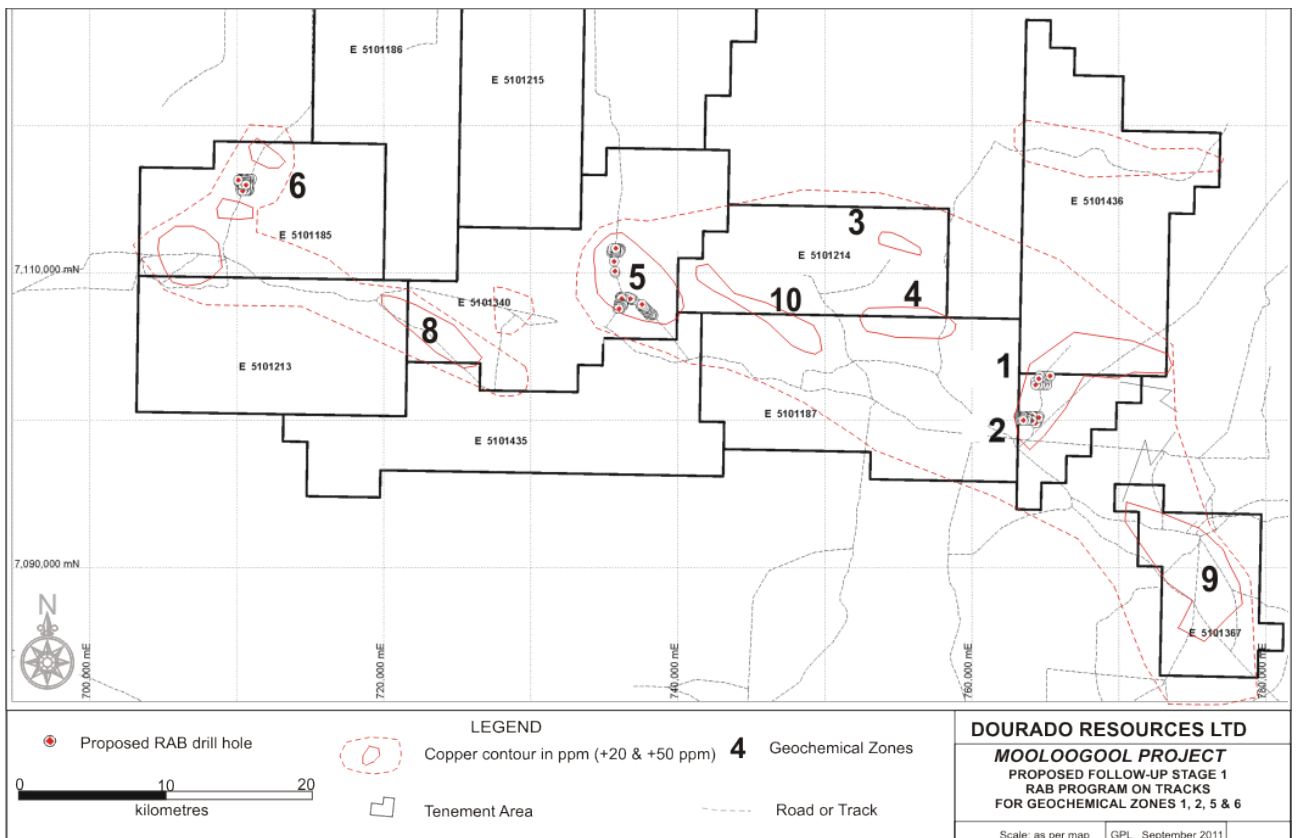 E 5101186
E 5101215
6
E 5101185
E 5101436
3
E 5101214
7,110,000 mN
5
10
4
E 5101340
8
E 5101213
1
E 5101187
2
E 5101435
7,090,000 mN
9
E 5101367
N
700,000 mE
720,000 mE
740,000 mE
760,000 mE
780,000 mE
LEGEND
Proposed RAB drill hole
Copper contour in ppm (+20 & +50 ppm)
4 Geochemical Zones
0 10 20
kilometres
Tenement Area
Road or Track
DOURADO RESOURCES LTD
MOOLOOGOOL PROJECT
PROPOSED FOLLOW-UP STAGE 1
RAB PROGRAM ON TRACKS
FOR GEOCHEMICAL ZONES 1, 2, 5 & 6
Scale: as per map GPL September 2011